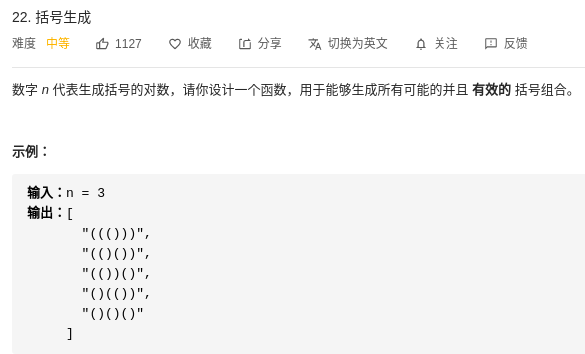 22. 括号生成
难度 中等 1127 收藏 分享 切换为英文 关注 反馈
数字 n 代表生成括号的对数，请你设计一个函数，用于能够生成所有可能的并且 有效的 括号组合。
示例：
输入：n = 3
输出：[
"((()))",
"(()())",
"(())()",
"()(())",
"()()()"
]